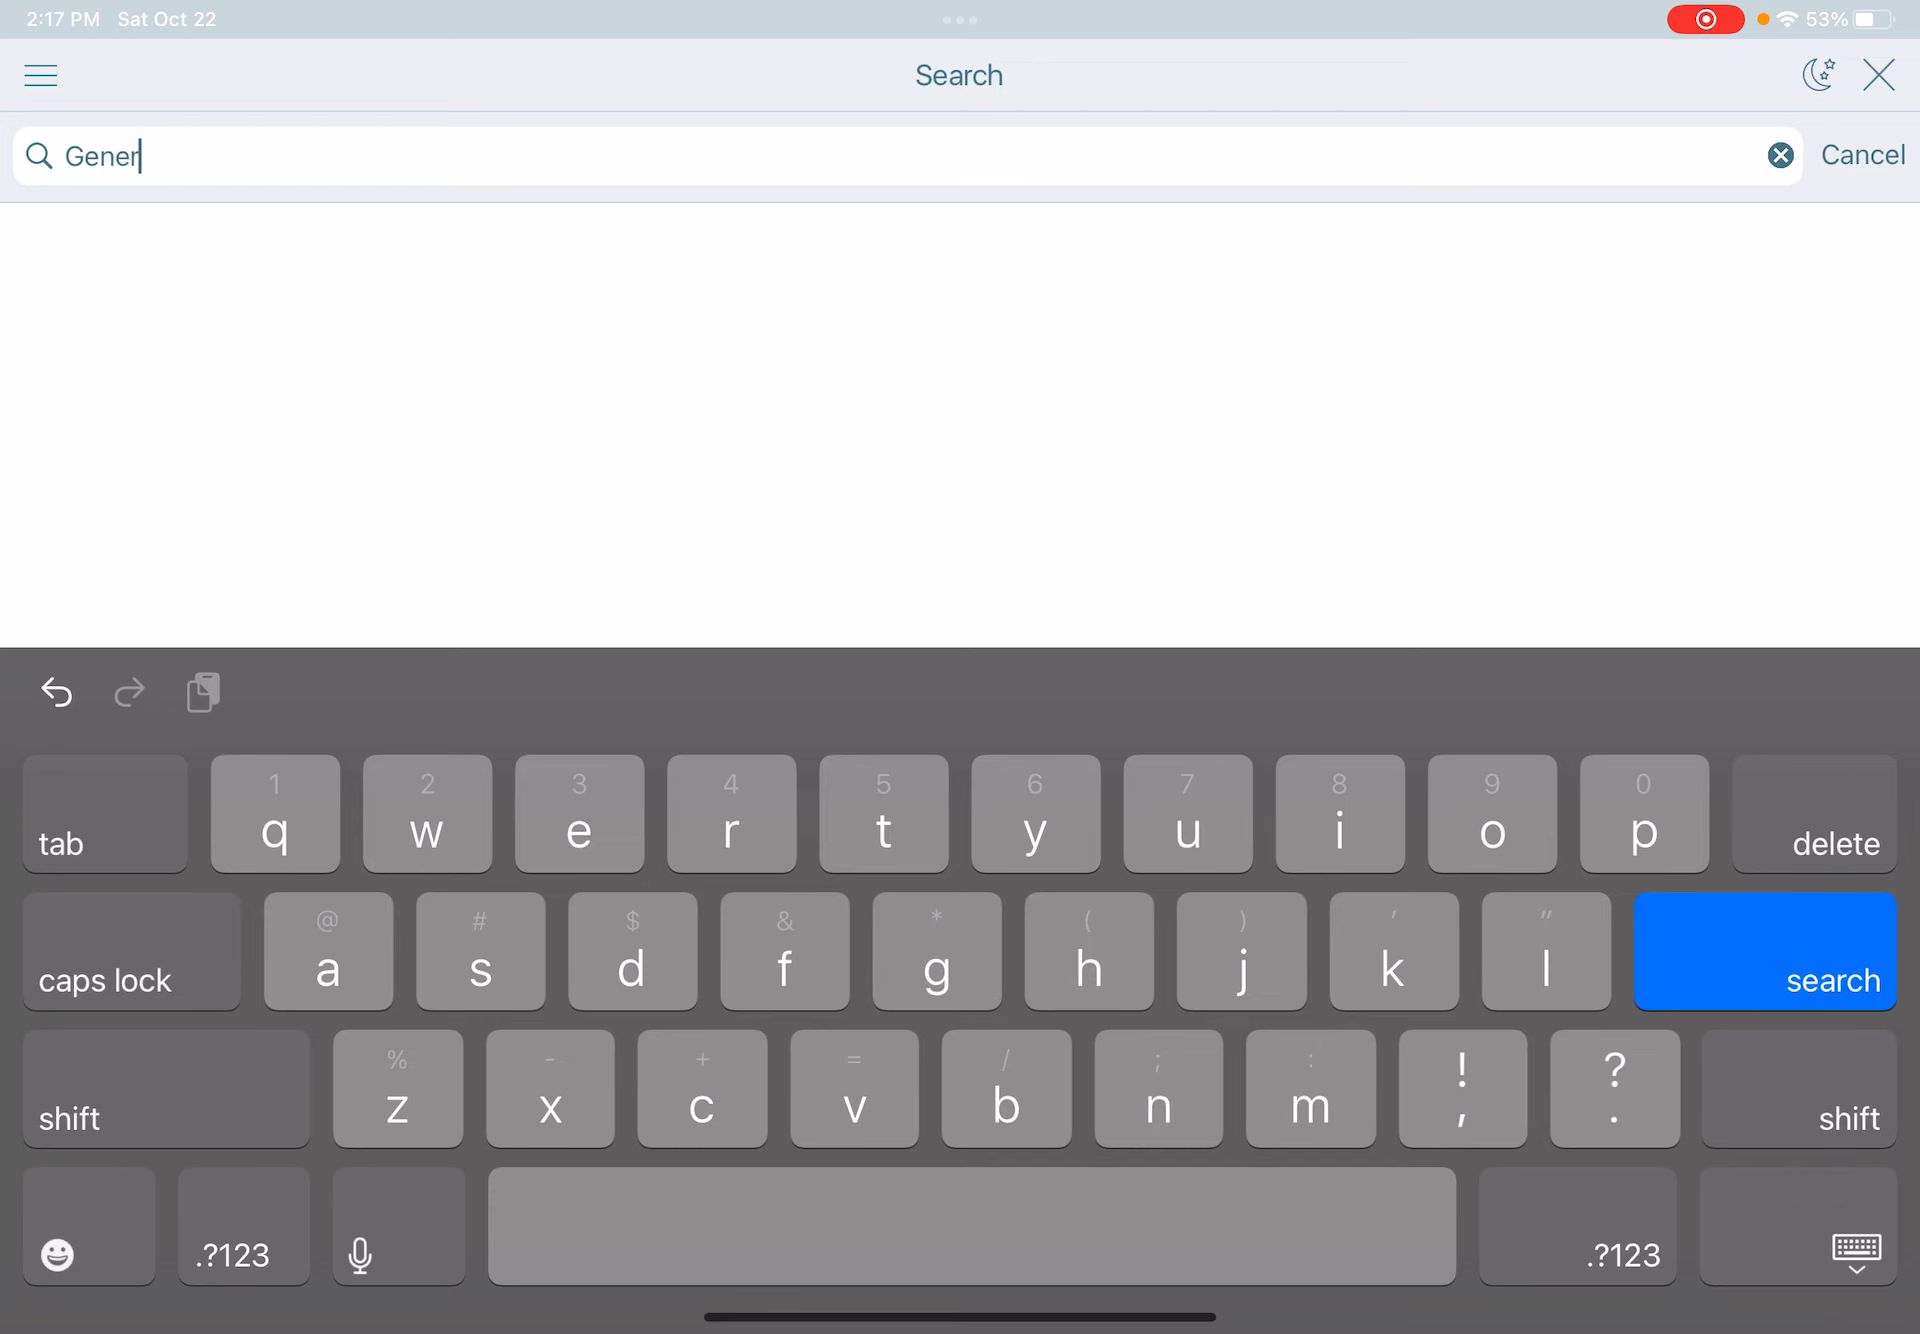 2:17 PM Sat Oct 22 53%
Search
Gener Cancel
1 2 3 4 5 6 7 8 9 0
tab q w e r t y u i o p delete
@ # $ & * ( ) ' "
caps lock a s d f g h j k l search
% - + = / ; : ! ?
shift z x c v b n m , . shift
.?123 .?123